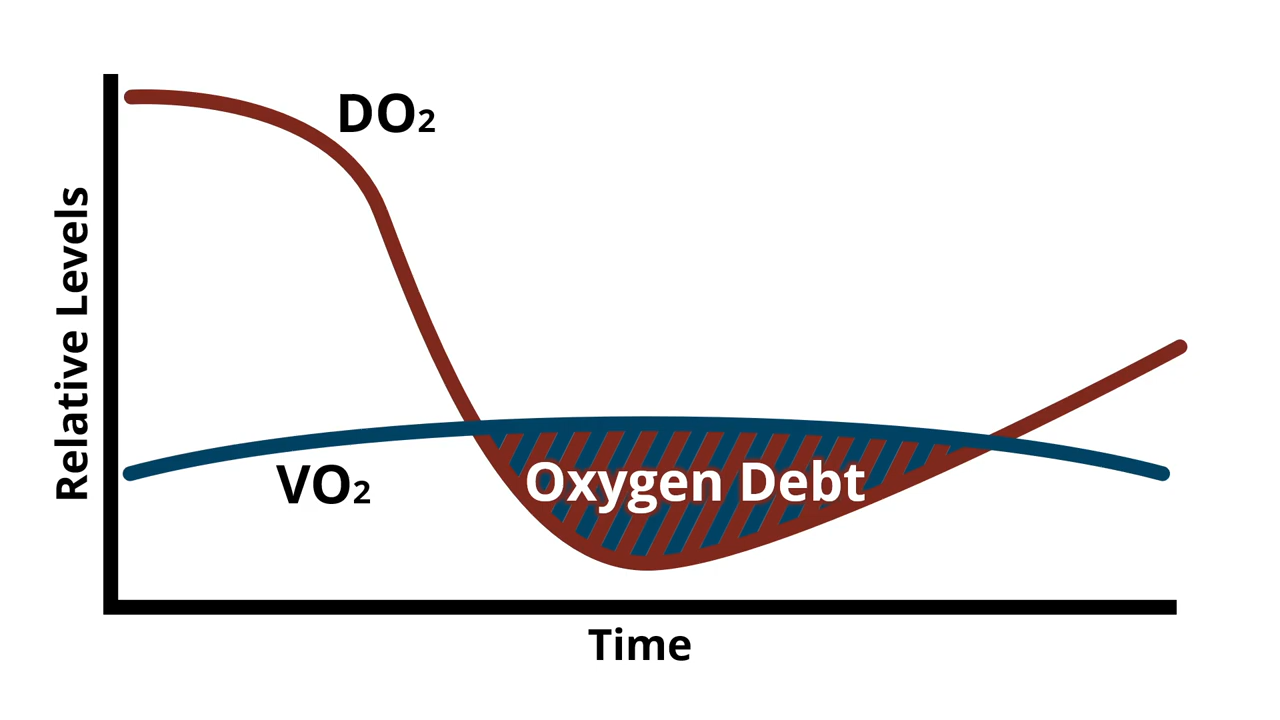 DO₂
Relative Levels
VO₂
Oxygen Debt
Time